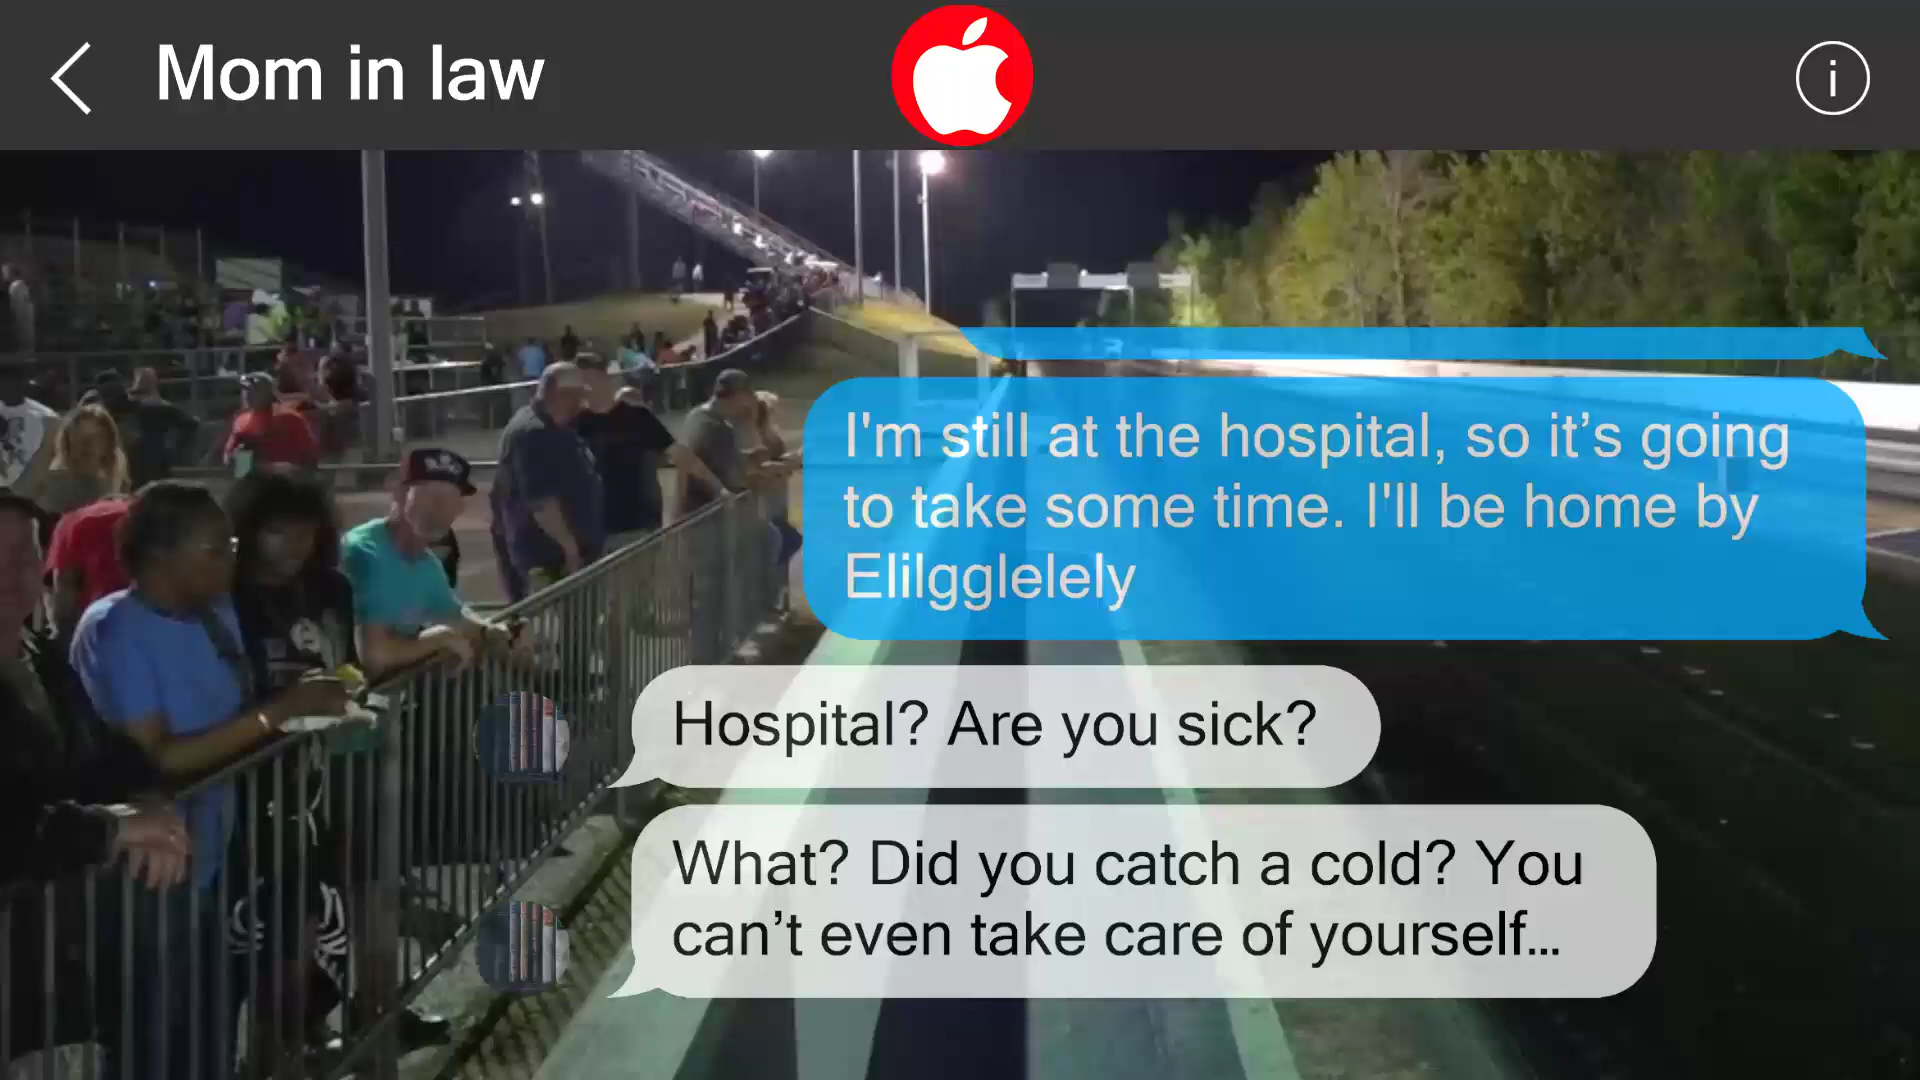 Mom in law
I'm still at the hospital, so it’s going
to take some time. I'll be home by
Elilgglelely
Hospital? Are you sick?
What? Did you catch a cold? You
can’t even take care of yourself...